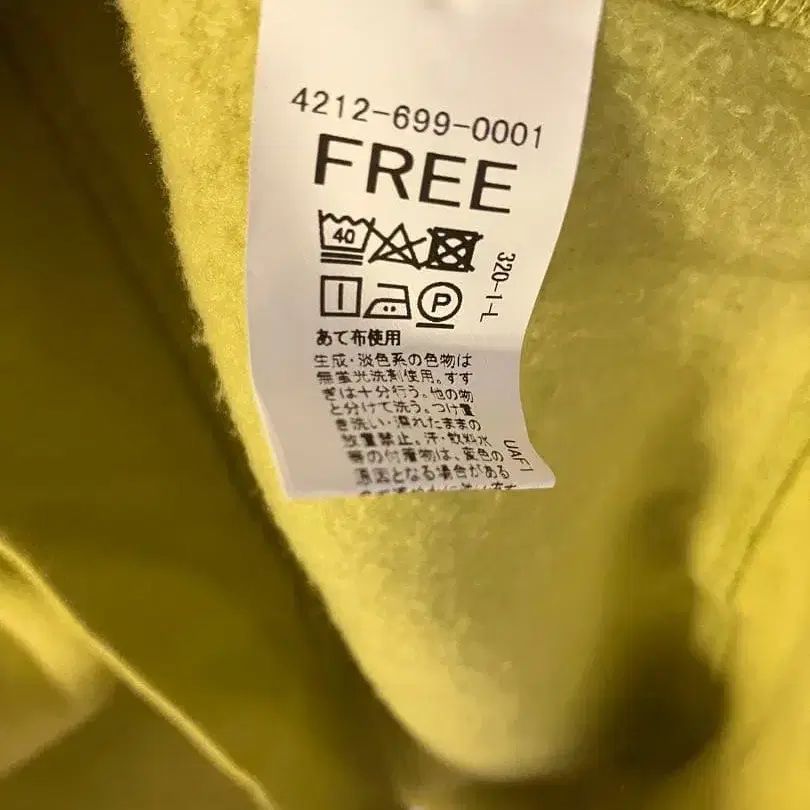 4212-699-0001
FREE
40
P
320-1-L
あて布使用
生成・淡色系の色物は
無蛍光洗剤使用。すす
ぎは十分行う。他の物
と分けて洗う。つけ置
き洗い・濡れたままの
放置禁止。汗・飲料水
等の付着物は、変色の
原因となる場合がある
UAF1